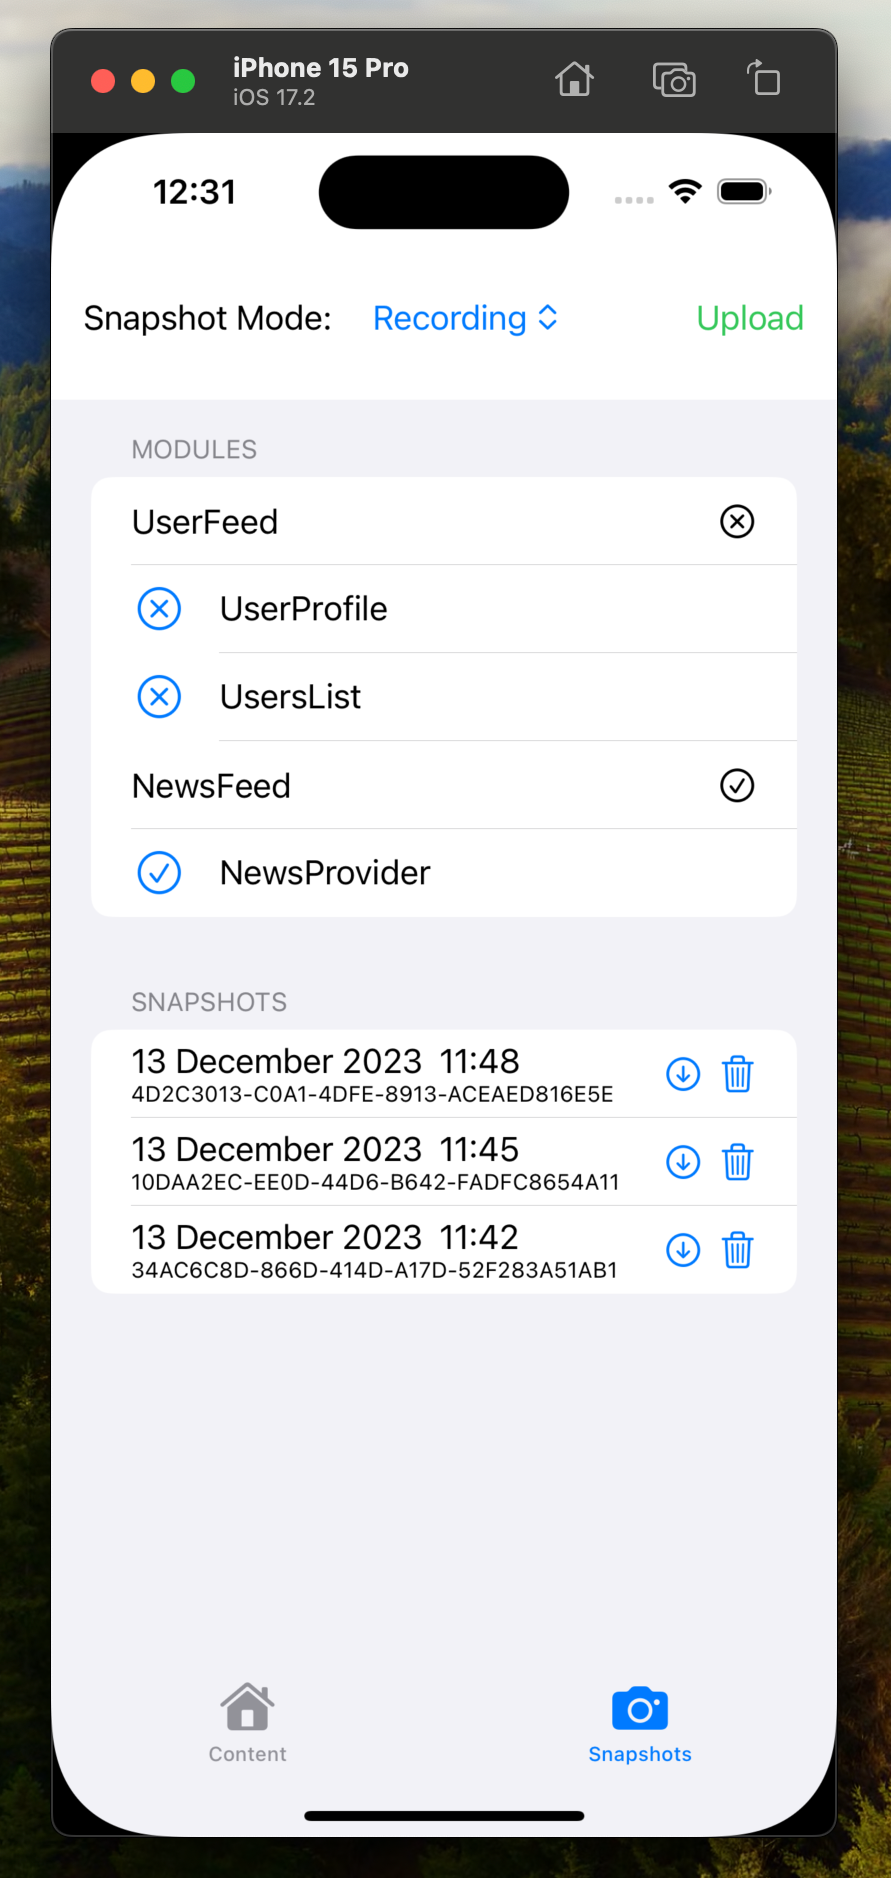 iPhone 15 Pro
iOS 17.2
12:31
Snapshot Mode: Recording Upload
MODULES
UserFeed
UserProfile
UsersList
NewsFeed
NewsProvider
SNAPSHOTS
13 December 2023 11:48
4D2C3013-C0A1-4DFE-8913-ACEAED816E5E
13 December 2023 11:45
10DAA2EC-EE0D-44D6-B642-FADFC8654A11
13 December 2023 11:42
34AC6C8D-866D-414D-A17D-52F283A51AB1
Content Snapshots